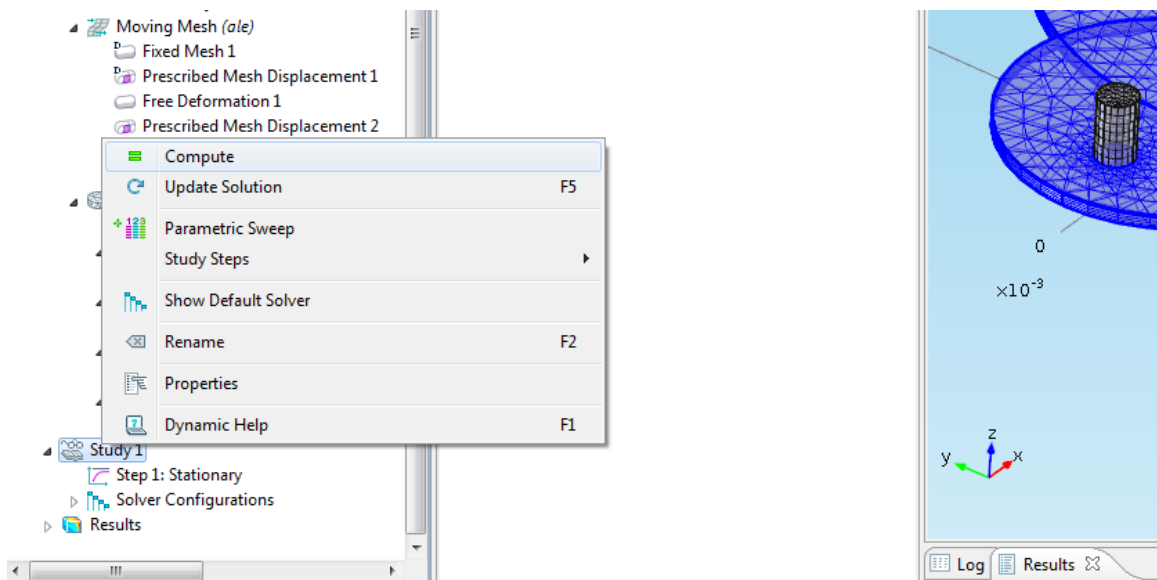 Moving Mesh (ale)
Fixed Mesh 1
Prescribed Mesh Displacement 1
Free Deformation 1
Prescribed Mesh Displacement 2
Compute
Update Solution F5
+123
Parametric Sweep
Study Steps
Show Default Solver
Rename F2
Properties
Dynamic Help F1
Study 1
Step 1: Stationary
Solver Configurations
Results
0
×10⁻³
z
y x
Log Results